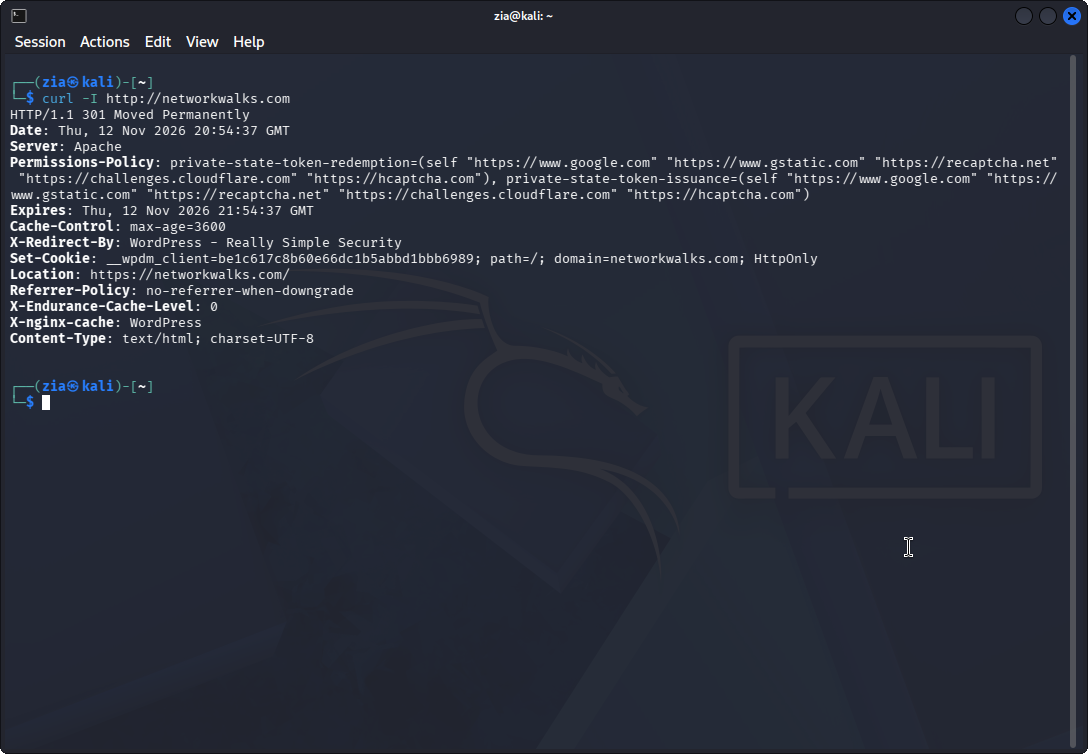 zia@kali: ~
Session Actions Edit View Help
┌──(zia㉿kali)-[~]
└─$ curl -I http://networkwalks.com
HTTP/1.1 301 Moved Permanently
Date: Thu, 12 Nov 2026 20:54:37 GMT
Server: Apache
Permissions-Policy: private-state-token-redemption=(self "https://www.google.com" "https://www.gstatic.com" "https://recaptcha.net"
"https://challenges.cloudflare.com" "https://hcaptcha.com"), private-state-token-issuance=(self "https://www.google.com" "https://
www.gstatic.com" "https://recaptcha.net" "https://challenges.cloudflare.com" "https://hcaptcha.com")
Expires: Thu, 12 Nov 2026 21:54:37 GMT
Cache-Control: max-age=3600
X-Redirect-By: WordPress - Really Simple Security
Set-Cookie: __wpdm_client=be1c617c8b60e66dc1b5abbd1bbb6989; path=/; domain=networkwalks.com; HttpOnly
Location: https://networkwalks.com/
Referrer-Policy: no-referrer-when-downgrade
X-Endurance-Cache-Level: 0
X-nginx-cache: WordPress
Content-Type: text/html; charset=UTF-8
┌──(zia㉿kali)-[~]
└─$
KALI